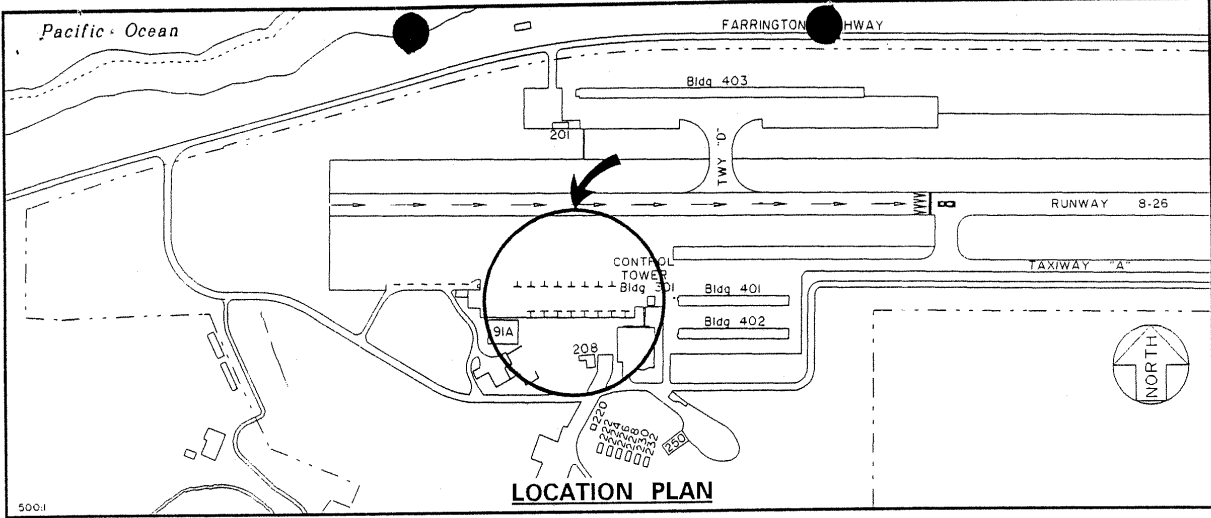 Pacific Ocean
FARRINGTON HWAY
Bldg 403
201
TWY "D"
RUNWAY 8-26
CONTROL
TOWER
Bldg 301
TAXIWAY "A"
Bldg 401
91A
Bldg 402
208
NORTH
220
222
224
226
228
230
232
250
LOCATION PLAN
500:1